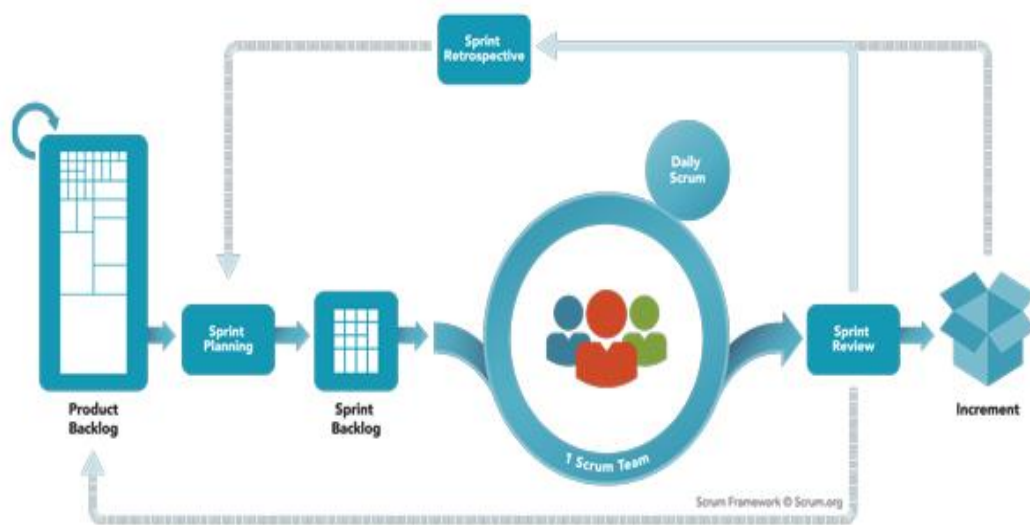 Sprint
Retrospective
Daily
Scrum
Sprint
Planning
Sprint
Review
Product
Backlog
Sprint
Backlog
Increment
1 Scrum Team
Scrum Framework © Scrum.org